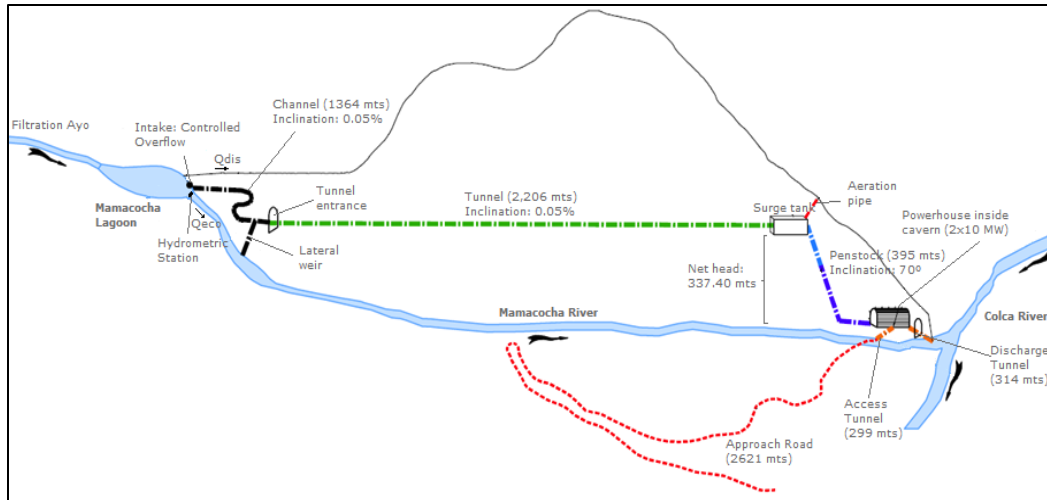 Channel (1364 mts)
Inclination: 0.05%
Filtration Ayo
Intake: Controlled
Overflow
Qdis
Tunnel
entrance
Tunnel (2,206 mts)
Inclination: 0.05%
Aeration
pipe
Surge tank
Powerhouse inside
cavern (2x10 MW)
Mamacocha
Lagoon
Qeco
Hydrometric
Station
Lateral
weir
Net head:
337.40 mts
Penstock (395 mts)
Inclination: 70º
Mamacocha River
Colca River
Discharge
Tunnel
(314 mts)
Access
Tunnel
(299 mts)
Approach Road
(2621 mts)